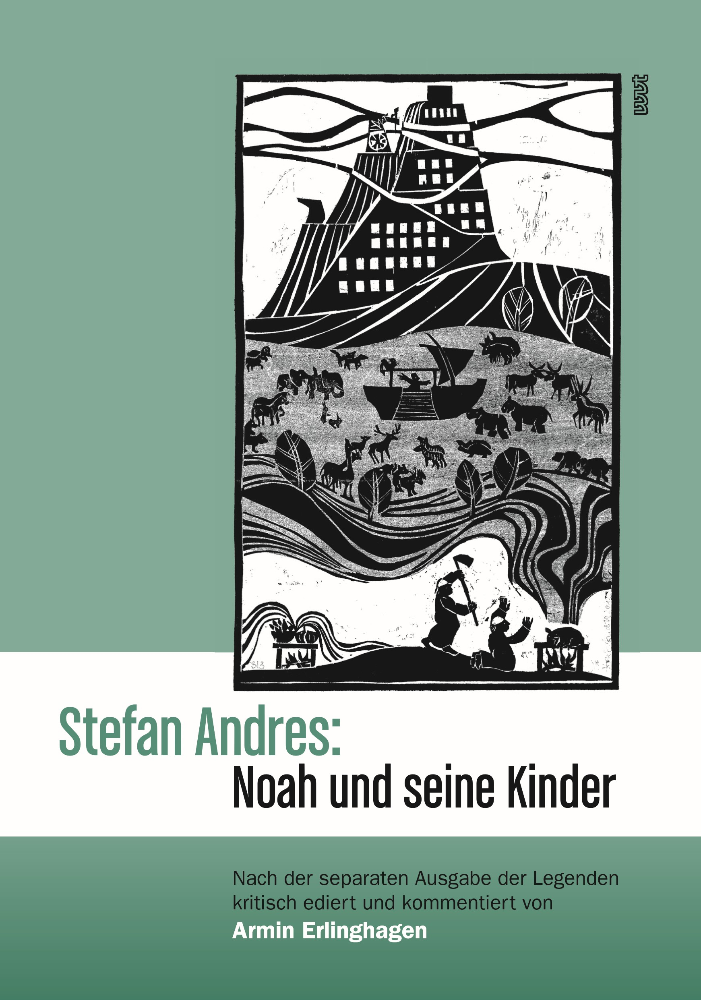 wvt
Stefan Andres:
Noah und seine Kinder
Nach der separaten Ausgabe der Legenden
kritisch ediert und kommentiert von
Armin Erlinghagen